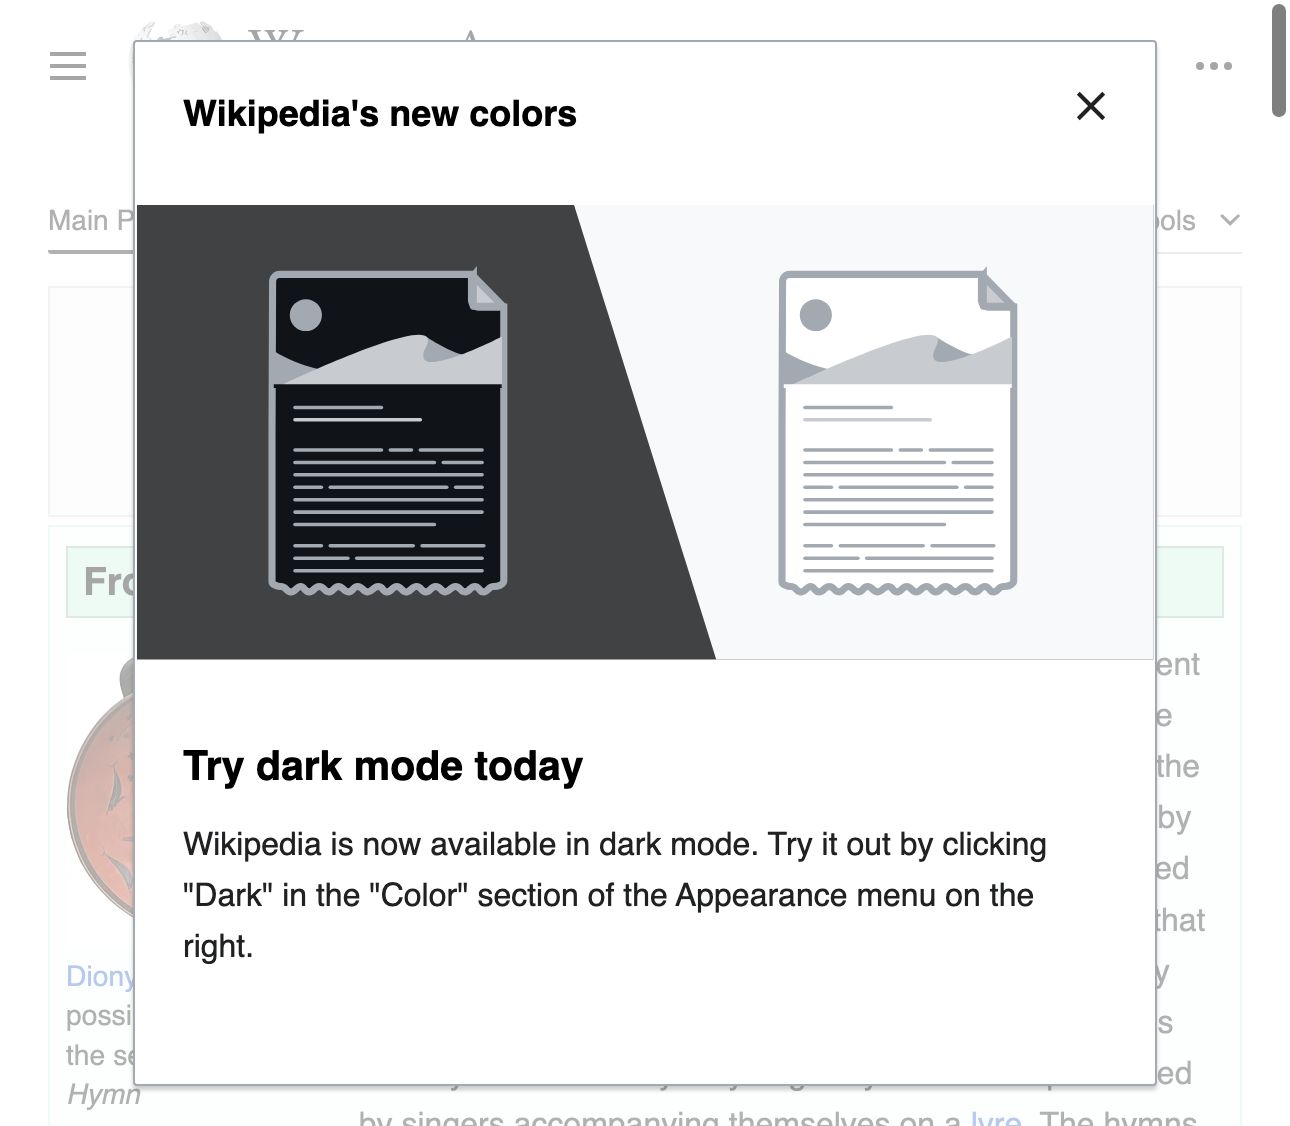 Wikipedia's new colors
Main P
ools
Fro
Try dark mode today
Wikipedia is now available in dark mode. Try it out by clicking
"Dark" in the "Color" section of the Appearance menu on the
right.
ent
e
the
by
ed
that
y
s
ed
Diony
possi
the se
Hymn
by singers accompanying themselves on a lyre. The hymns